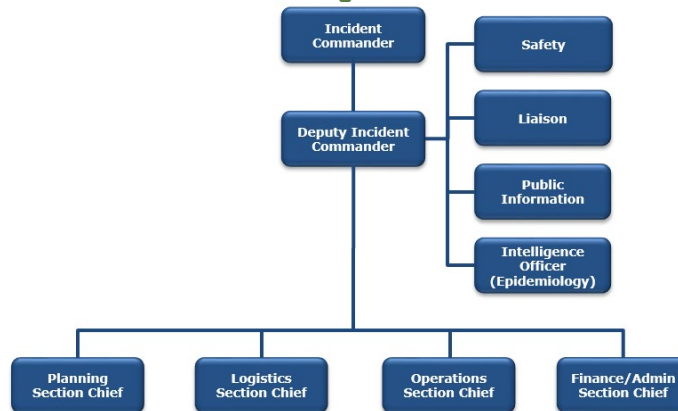 Incident
Commander
Safety
Deputy Incident
Commander
Liaison
Public
Information
Intelligence
Officer
(Epidemiology)
Planning
Section Chief
Logistics
Section Chief
Operations
Section Chief
Finance/Admin
Section Chief